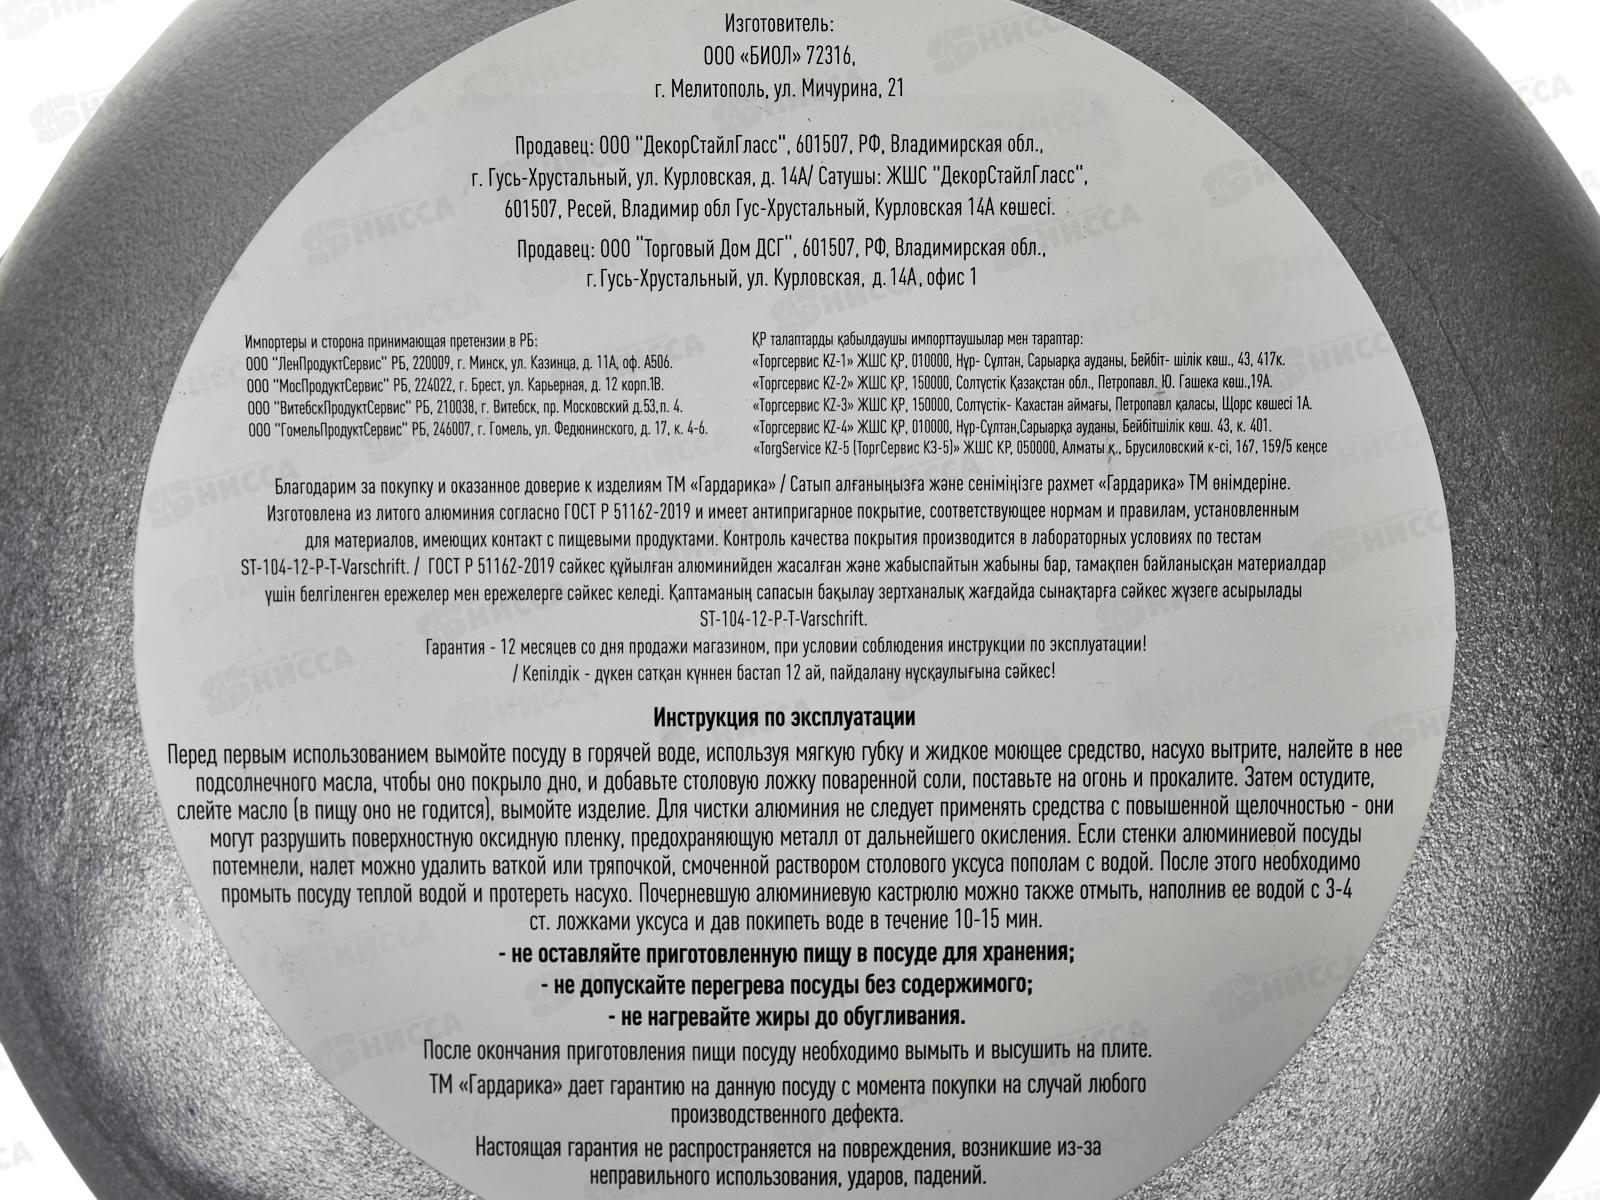 Изготовитель:
ООО «БИОЛ» 72316,
г. Мелитополь, ул. Мичурина, 21
Продавец: ООО "ДекорСтайлГласс", 601507, РФ, Владимирская обл.,
г. Гусь-Хрустальный, ул. Курловская, д. 14А/ Сатушы: ЖШС "ДекорСтайлГласс",
601507, Ресей, Владимир обл Гус-Хрустальный, Курловская 14А көшесі.
Продавец: ООО "Торговый Дом ДСГ", 601507, РФ, Владимирская обл.,
г. Гусь-Хрустальный, ул. Курловская, д. 14А, офис 1
Импортеры и сторона принимающая претензии в РБ:
ООО "ЛенПродуктСервис" РБ, 220009, г. Минск, ул. Казинца, д. 11А, оф. А506.
ООО "МосПродуктСервис" РБ, 224022, г. Брест, ул. Карьерная, д. 12 корп.1В.
ООО "ВитебскПродуктСервис" РБ, 210038, г. Витебск, пр. Московский д.53, п. 4.
ООО "ГомельПродуктСервис" РБ, 246007, г. Гомель, ул. Федюнинского, д. 17, к. 4-6.
ҚР талаптарды қабылдаушы импорттаушылар мен тараптар:
«Торгсервис KZ-1» ЖШС ҚР, 010000, Нұр- Сұлтан, Сарыарқа ауданы, Бейбіт- шілік көш., 43, 417к.
«Торгсервис KZ-2» ЖШС ҚР, 150000, Солтүстік Қазақстан обл., Петропавл. Ю. Гашека көш.,19А.
«Торгсервис KZ-3» ЖШС ҚР, 150000, Солтүстік- Кахастан аймағы, Петропавл қаласы, Щорс көшесі 1А.
«Торгсервис KZ-4» ЖШС ҚР, 010000, Нұр-Сұлтан,Сарыарқа ауданы, Бейбітшілік көш. 43, к. 401.
«TorgService KZ-5 (ТоргСервис КЗ-5)» ЖШС КР, 050000, Алматы қ., Брусиловский к-сі, 167, 159/5 кеңсе
Благодарим за покупку и оказанное доверие к изделиям ТМ «Гардарика» / Сатып алғаныңызға және сеніміңізге рахмет «Гардарика» ТМ өнімдеріне.
Изготовлена из литого алюминия согласно ГОСТ Р 51162-2019 и имеет антипригарное покрытие, соответствующее нормам и правилам, установленным
для материалов, имеющих контакт с пищевыми продуктами. Контроль качества покрытия производится в лабораторных условиях по тестам
ST-104-12-P-T-Varschrift. / ГОСТ Р 51162-2019 сәйкес құйылған алюминийден жасалған және жабыспайтын жабыны бар, тамақпен байланысқан материалдар
үшін белгіленген ережелер мен ережелерге сәйкес келеді. Қаптаманың сапасын бақылау зертханалық жағдайда сынақтарға сәйкес жүзеге асырылады
ST-104-12-P-T-Varschrift.
Гарантия - 12 месяцев со дня продажи магазином, при условии соблюдения инструкции по эксплуатации!
/ Кепілдік - дүкен сатқан күннен бастап 12 ай, пайдалану нұсқаулығына сәйкес!
Инструкция по эксплуатации
Перед первым использованием вымойте посуду в горячей воде, используя мягкую губку и жидкое моющее средство, насухо вытрите, налейте в нее
подсолнечного масла, чтобы оно покрыло дно, и добавьте столовую ложку поваренной соли, поставьте на огонь и прокалите. Затем остудите,
слейте масло (в пищу оно не годится), вымойте изделие. Для чистки алюминия не следует применять средства с повышенной щелочностью - они
могут разрушить поверхностную оксидную пленку, предохраняющую металл от дальнейшего окисления. Если стенки алюминиевой посуды
потемнели, налет можно удалить ваткой или тряпочкой, смоченной раствором столового уксуса пополам с водой. После этого необходимо
промыть посуду теплой водой и протереть насухо. Почерневшую алюминиевую кастрюлю можно также отмыть, наполнив ее водой с 3-4
ст. ложками уксуса и дав покипеть воде в течение 10-15 мин.
- не оставляйте приготовленную пищу в посуде для хранения;
- не допускайте перегрева посуды без содержимого;
- не нагревайте жиры до обугливания.
После окончания приготовления пищи посуду необходимо вымыть и высушить на плите.
ТМ «Гардарика» дает гарантию на данную посуду с момента покупки на случай любого
производственного дефекта.
Настоящая гарантия не распространяется на повреждения, возникшие из-за
неправильного использования, ударов, падений.